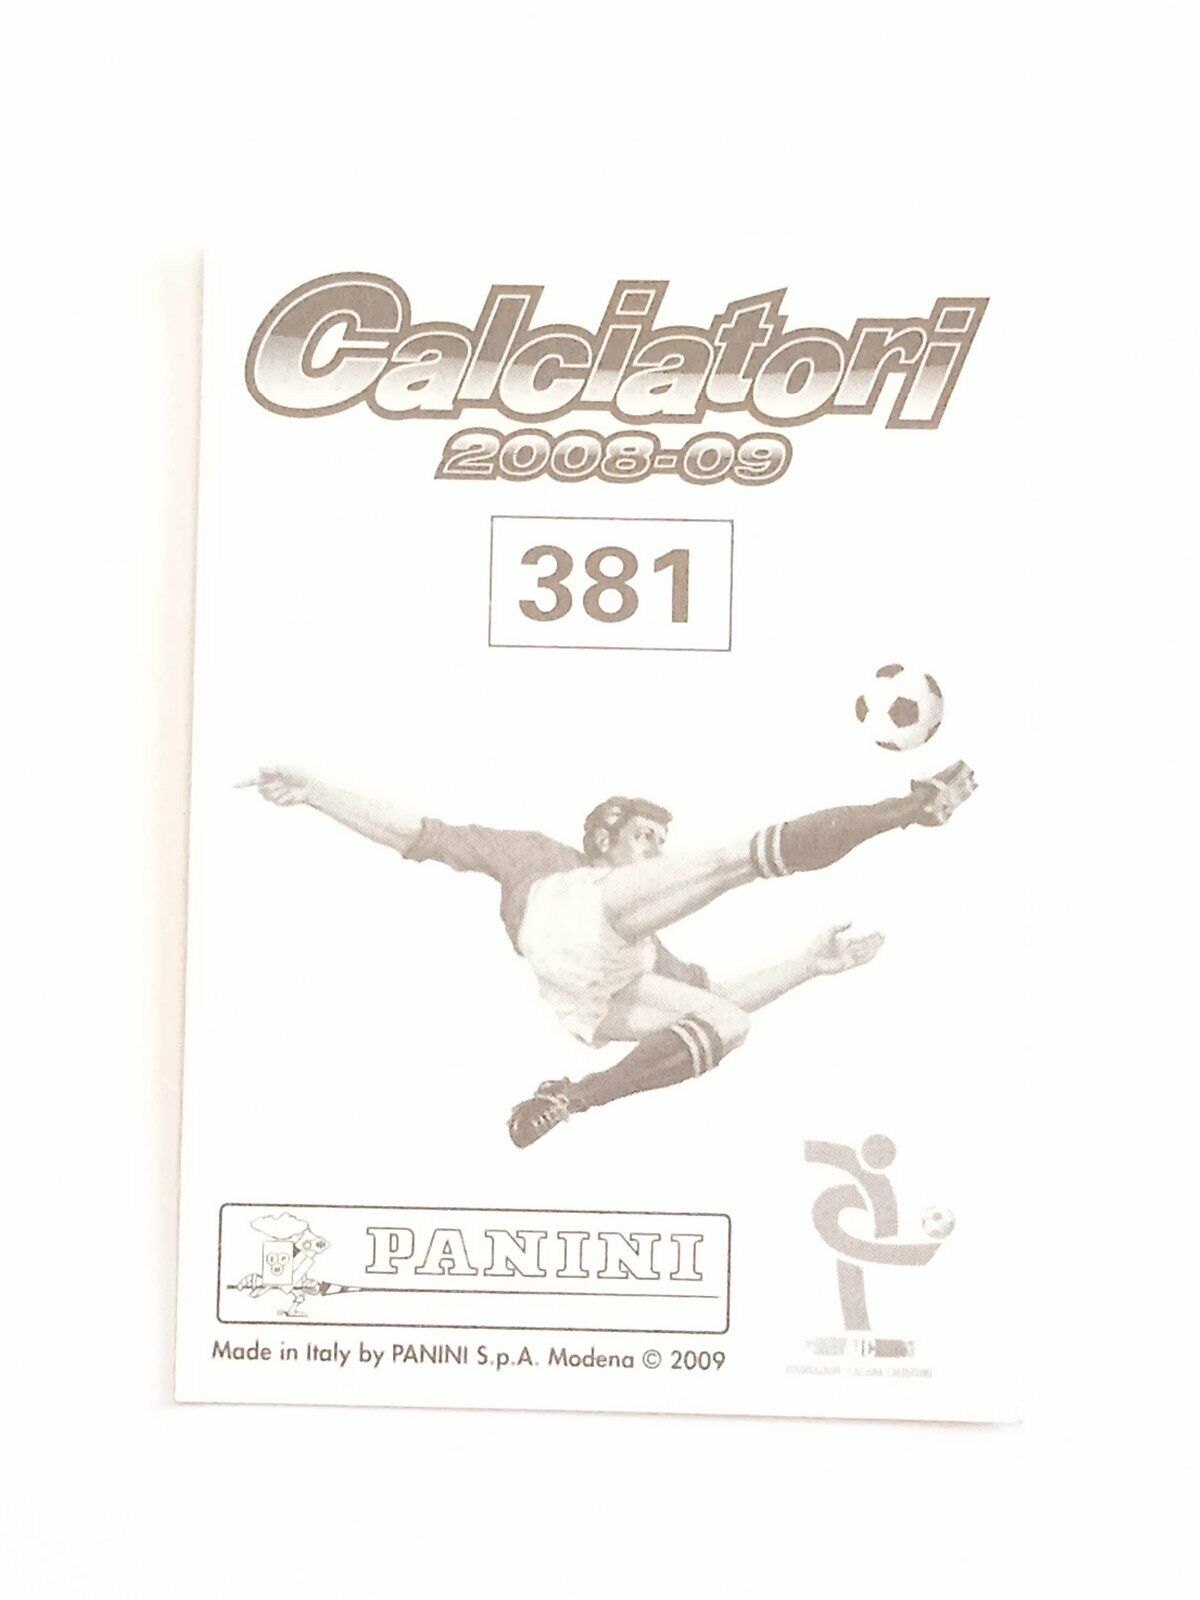 Calciatori
2008-09
381
PANINI
Made in Italy by PANINI S.p.A. Modena © 2009